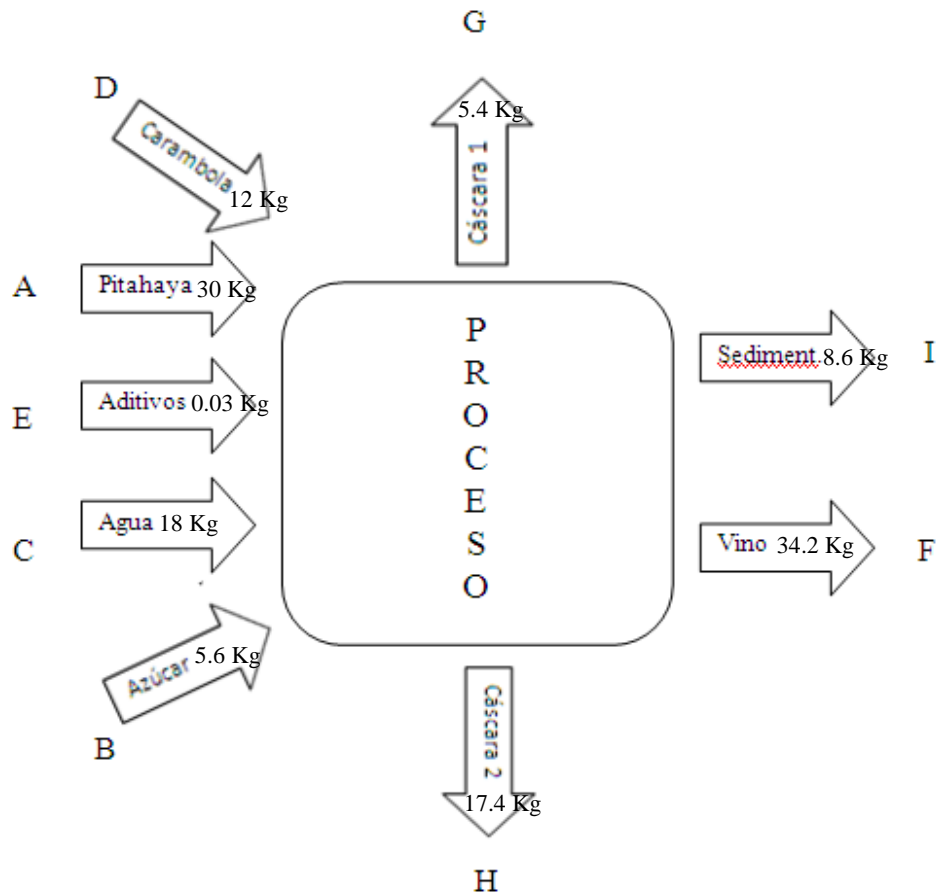 G
D
5.4 Kg
Cáscara 1
Carambola
12 Kg
A
Pitahaya 30 Kg
PROCESO
Sediment. 8.6 Kg
I
E
Aditivos 0.03 Kg
C
Agua 18 Kg
Vino 34.2 Kg
F
Azúcar 5.6 Kg
B
Cáscara 2
17.4 Kg
H